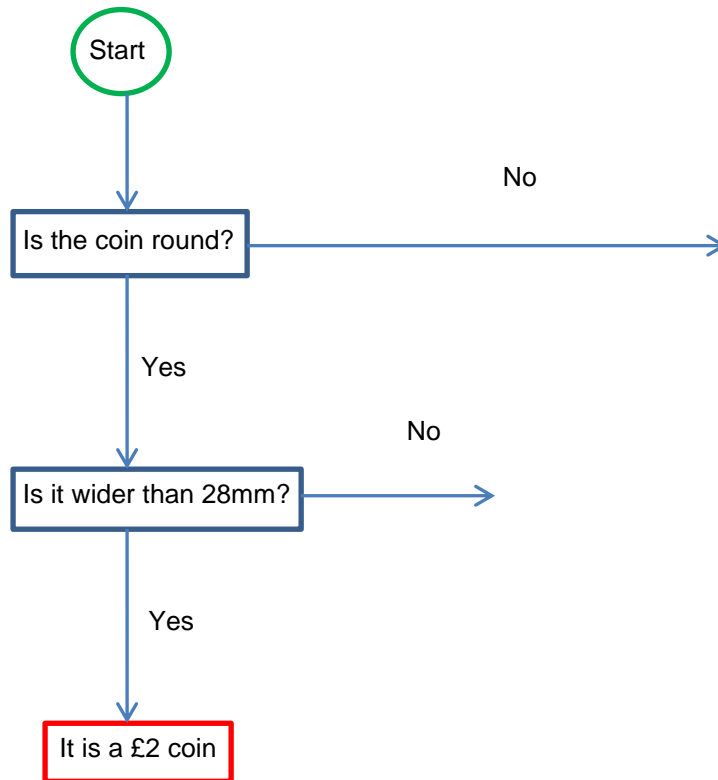 Start
No
Is the coin round?
Yes
No
Is it wider than 28mm?
Yes
It is a £2 coin